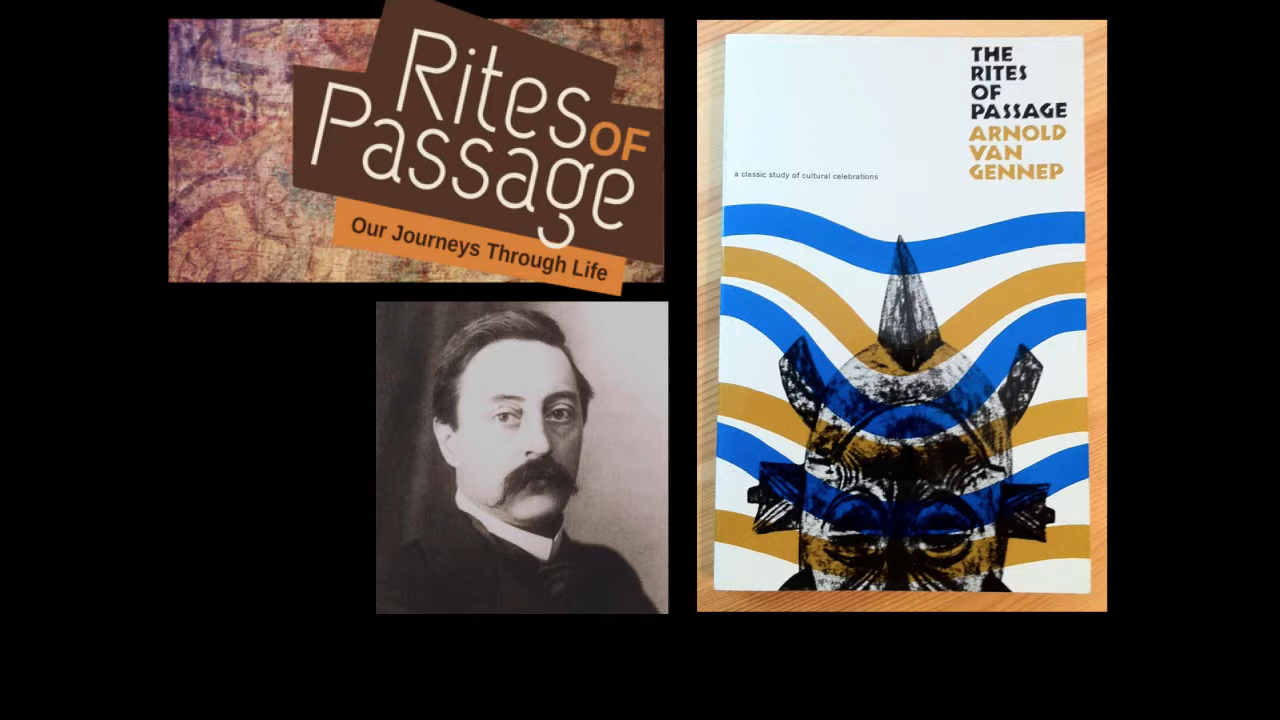 Rites
OF
Passage
Our Journeys Through Life
THE
RITES
OF
PASSAGE
ARNOLD
VAN
GENNEP
a classic study of cultural celebrations